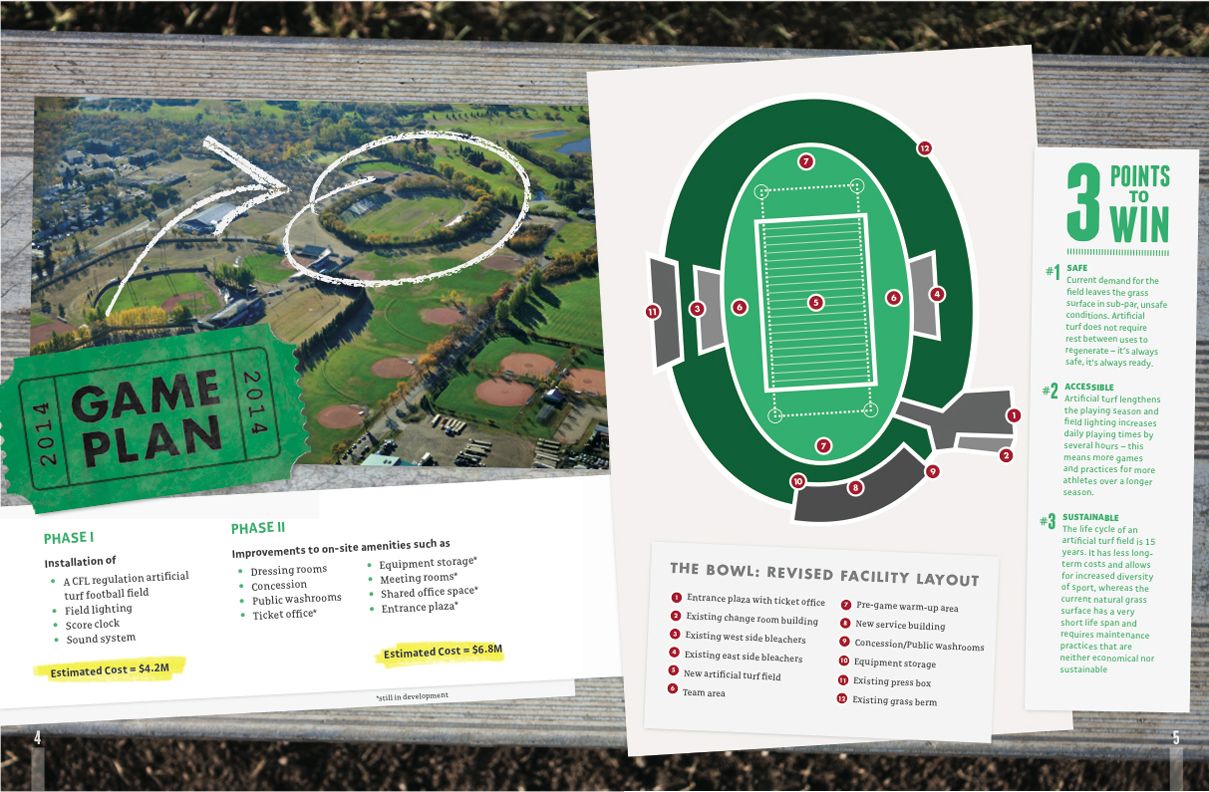 GAME
PLAN
2014
2014
PHASE I
Installation of
• A CFL regulation artificial
turf football field
• Field lighting
• Score clock
• Sound system
Estimated Cost = $4.2M
PHASE II
Improvements to on-site amenities such as
• Dressing rooms
• Concession
• Public washrooms
• Ticket office*
• Equipment storage*
• Meeting rooms*
• Shared office space*
• Entrance plaza*
Estimated Cost = $6.8M
*still in development
4
7
12
5
6
6
3
4
11
1
2
7
10
8
9
THE BOWL: REVISED FACILITY LAYOUT
1 Entrance plaza with ticket office
2 Existing change room building
3 Existing west side bleachers
4 Existing east side bleachers
5 New artificial turf field
6 Team area
7 Pre-game warm-up area
8 New service building
9 Concession/Public washrooms
10 Equipment storage
11 Existing press box
12 Existing grass berm
3 POINTS
TO
WIN
#1 SAFE
Current demand for the
field leaves the grass
surface in sub-par, unsafe
conditions. Artificial
turf does not require
rest between uses to
regenerate – it's always
safe, it's always ready.
#2 ACCESSIBLE
Artificial turf lengthens
the playing season and
field lighting increases
daily playing times by
several hours – this
means more games
and practices for more
athletes over a longer
season.
#3 SUSTAINABLE
The life cycle of an
artificial turf field is 15
years. It has less long-
term costs and allows
for increased diversity
of sport, whereas the
current natural grass
surface has a very
short life span and
requires maintenance
practices that are
neither economical nor
sustainable
5